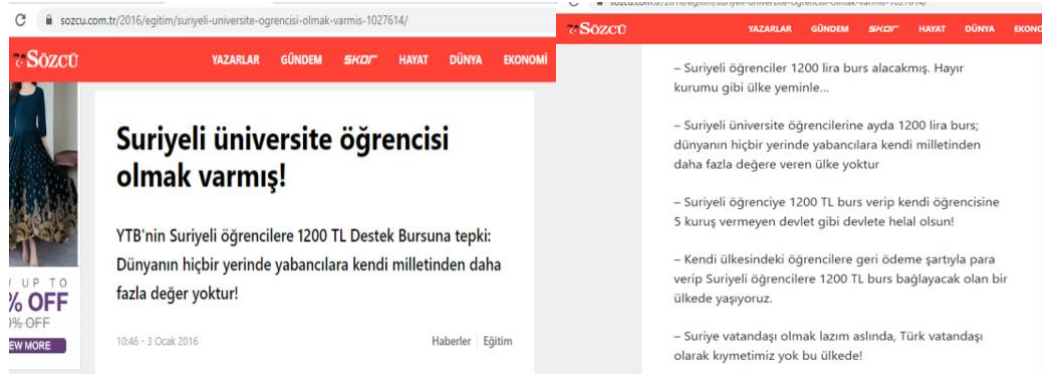 sozcu.com.tr/2016/egitim/suriyeli-universite-ogrencisi-olmak-varmis-1027614/
Sözcü
YAZARLAR GÜNDEM SKOR HAYAT DÜNYA EKONOMİ
UP TO
% OFF
% OFF
EW MORE
Suriyeli üniversite öğrencisi
olmak varmış!
YTB'nin Suriyeli öğrencilere 1200 TL Destek Bursuna tepki:
Dünyanın hiçbir yerinde yabancılara kendi milletinden daha
fazla değer yoktur!
10:46 - 3 Ocak 2016
Haberler Eğitim
Sözcü
YAZARLAR GÜNDEM SKOR HAYAT DÜNYA EKONO
– Suriyeli öğrenciler 1200 lira burs alacakmış. Hayır
kurumu gibi ülke yeminle...
– Suriyeli üniversite öğrencilerine ayda 1200 lira burs;
dünyanın hiçbir yerinde yabancılara kendi milletinden
daha fazla değere veren ülke yoktur
– Suriyeli öğrenciye 1200 TL burs verip kendi öğrencisine
5 kuruş vermeyen devlet gibi devlete helal olsun!
– Kendi ülkesindeki öğrencilere geri ödeme şartıyla para
verip Suriyeli öğrencilere 1200 TL burs bağlayacak olan bir
ülkede yaşıyoruz.
– Suriye vatandaşı olmak lazım aslında, Türk vatandaşı
olarak kıymetimiz yok bu ülkede!